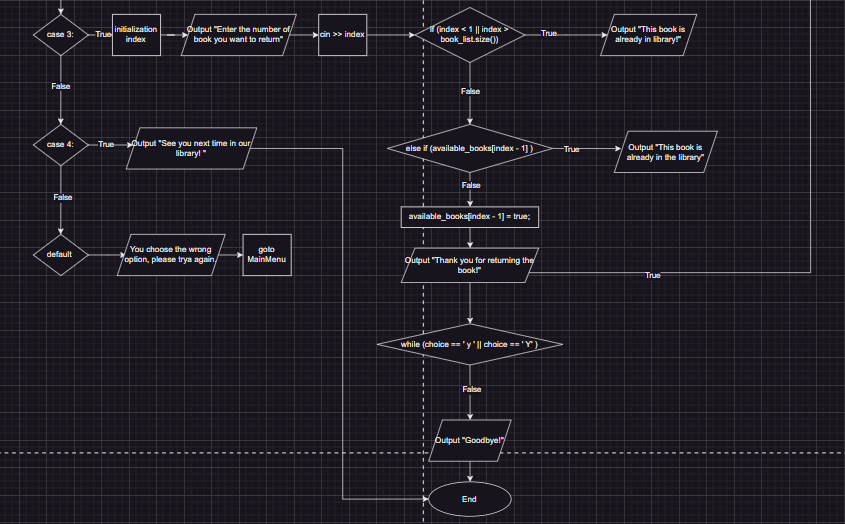 case 3:
True
initialization
index
Output "Enter the number of
book you want to return"
cin >> index
if (index < 1 || index >
book_list.size())
True
Output "This book is
already in library!"
False
False
case 4:
True
Output "See you next time in our
library! "
else if (available_books[index - 1] )
True
Output "This book is
already in the library"
False
False
available_books[index - 1] = true;
default
You choose the wrong
option, please trya again.
goto
MainMenu
Output "Thank you for returning the
book!"
True
while (choice == ' y ' || choice == ' Y' )
False
Output "Goodbye!"
End